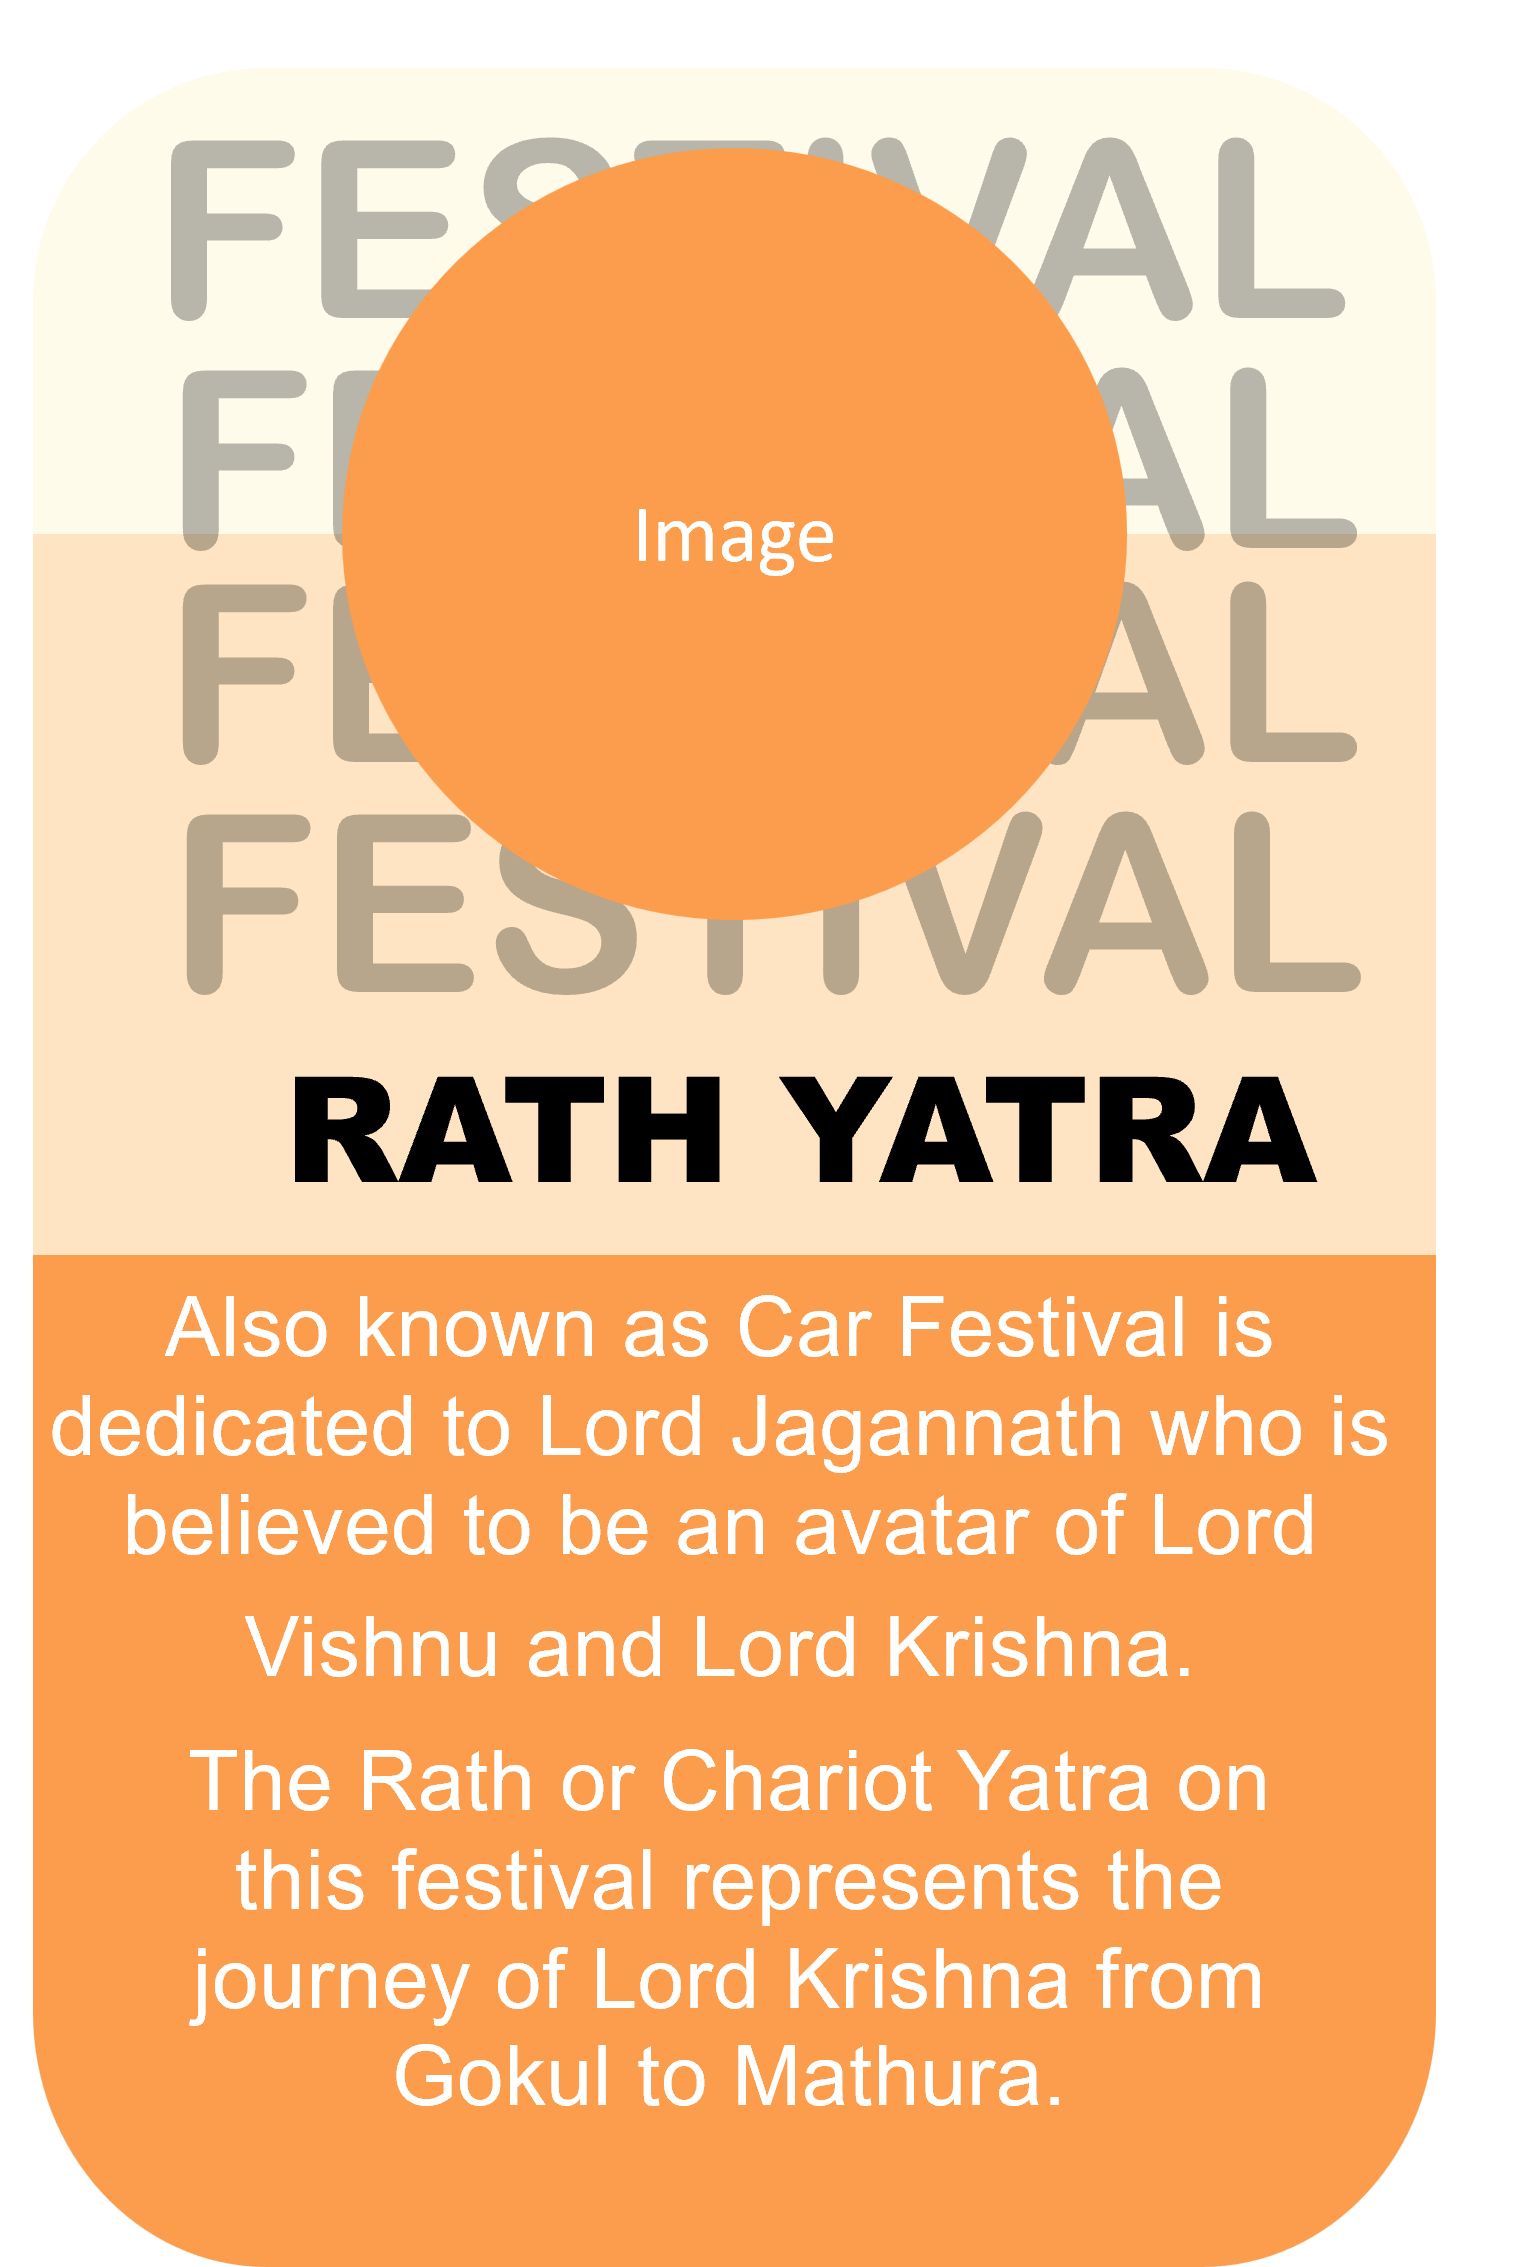 FESTIVAL
Image
FESTIVAL
RATH YATRA
Also known as Car Festival is
dedicated to Lord Jagannath who is
believed to be an avatar of Lord
Vishnu and Lord Krishna.
The Rath or Chariot Yatra on
this festival represents the
journey of Lord Krishna from
Gokul to Mathura.